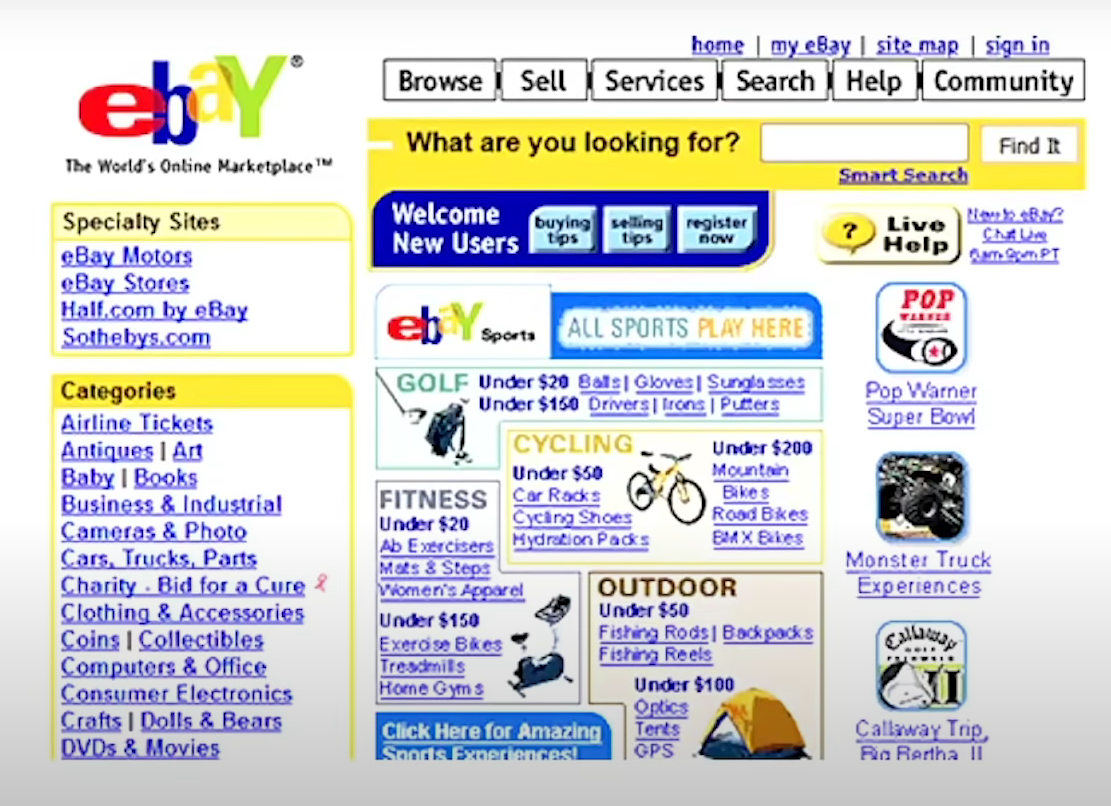 home | my eBay | site map | sign in
ebaY®
The World's Online Marketplace™
Browse Sell Services Search Help Community
What are you looking for? Find It
Smart Search
Welcome
New Users
buying
tips
selling
tips
register
now
?
Live
Help
New to eBay?
Chat Live
6am-9pm PT
Specialty Sites
eBay Motors
eBay Stores
Half.com by eBay
Sothebys.com
Categories
Airline Tickets
Antiques | Art
Baby | Books
Business & Industrial
Cameras & Photo
Cars, Trucks, Parts
Charity - Bid for a Cure
Clothing & Accessories
Coins | Collectibles
Computers & Office
Consumer Electronics
Crafts | Dolls & Bears
DVDs & Movies
ebaY Sports
ALL SPORTS PLAY HERE
GOLF
Under $20 Balls | Gloves | Sunglasses
Under $150 Drivers | Irons | Putters
CYCLING
Under $50
Car Racks
Cycling Shoes
Hydration Packs
Under $200
Mountain
Bikes
Road Bikes
BMX Bikes
FITNESS
Under $20
Ab Exercisers
Mats & Steps
Women's Apparel
Under $150
Exercise Bikes
Treadmills
Home Gyms
OUTDOOR
Under $50
Fishing Rods | Backpacks
Fishing Reels
Under $100
Optics
Tents
GPS
Click Here for Amazing
Sports Experiences!
POP
WARNER
Pop Warner
Super Bowl
Monster Truck
Experiences
Callaway
GOLF
Callaway Trip,
Big Bertha, II